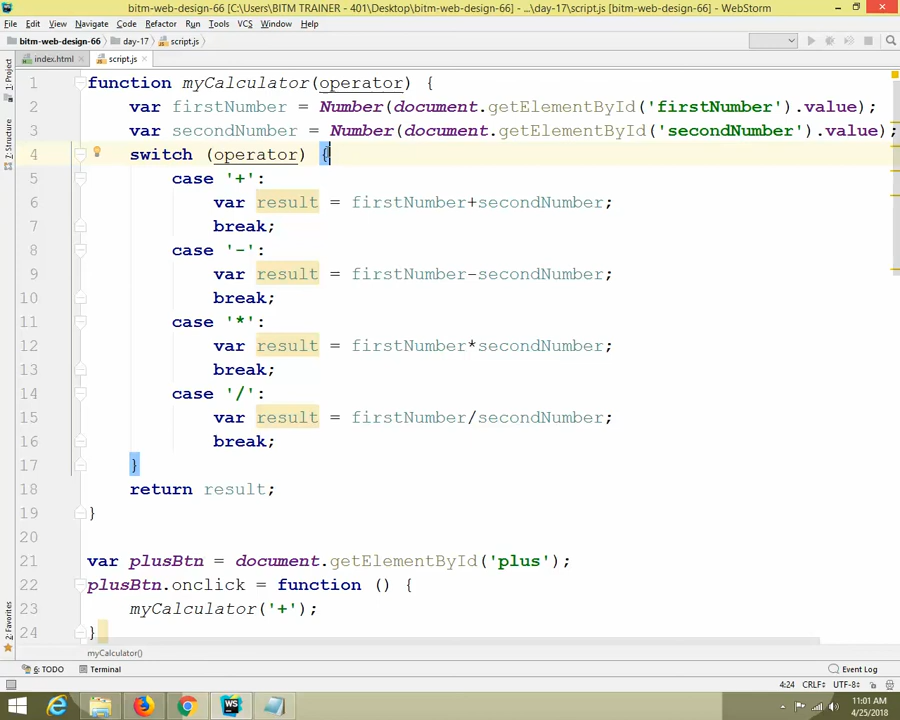 bitm-web-design-66 [C:\Users\BITM TRAINER - 401\Desktop\bitm-web-design-66] - ...\day-17\script.js [bitm-web-design-66] - WebStorm
File Edit View Navigate Code Refactor Run Tools VCS Window Help
bitm-web-design-66 day-17 script.js
index.html script.js
1: Project
7: Structure
2: Favorites
1 function myCalculator(operator) {
2 var firstNumber = Number(document.getElementById('firstNumber').value);
3 var secondNumber = Number(document.getElementById('secondNumber').value);
4 switch (operator) {
5 case '+':
6 var result = firstNumber+secondNumber;
7 break;
8 case '-':
9 var result = firstNumber-secondNumber;
10 break;
11 case '*':
12 var result = firstNumber*secondNumber;
13 break;
14 case '/':
15 var result = firstNumber/secondNumber;
16 break;
17 }
18 return result;
19 }
20
21 var plusBtn = document.getElementById('plus');
22 plusBtn.onclick = function () {
23 myCalculator('+');
24 }
myCalculator()
6: TODO Terminal Event Log
4:24 CRLF÷ UTF-8÷
11:01 AM
4/25/2018